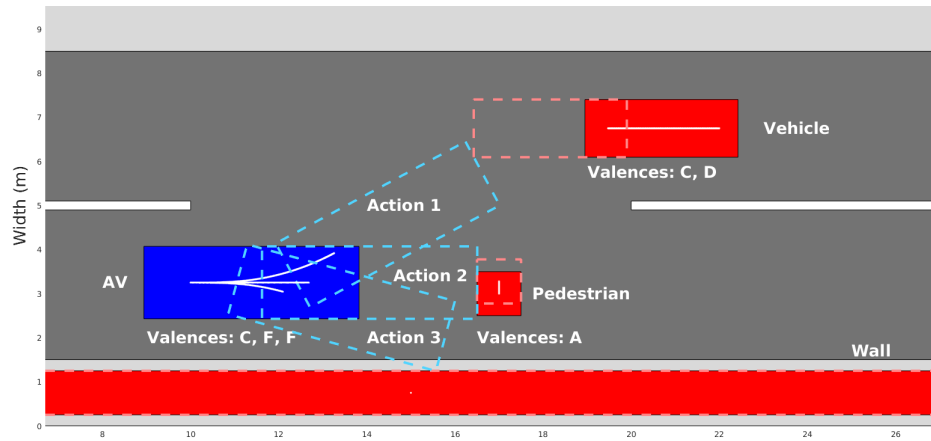 9
8
7
6
5
4
3
2
1
0
Width (m)
Vehicle
Valences: C, D
Action 1
AV
Action 2
Pedestrian
Valences: C, F, F
Action 3
Valences: A
Wall
8
10
12
14
16
18
20
22
24
26